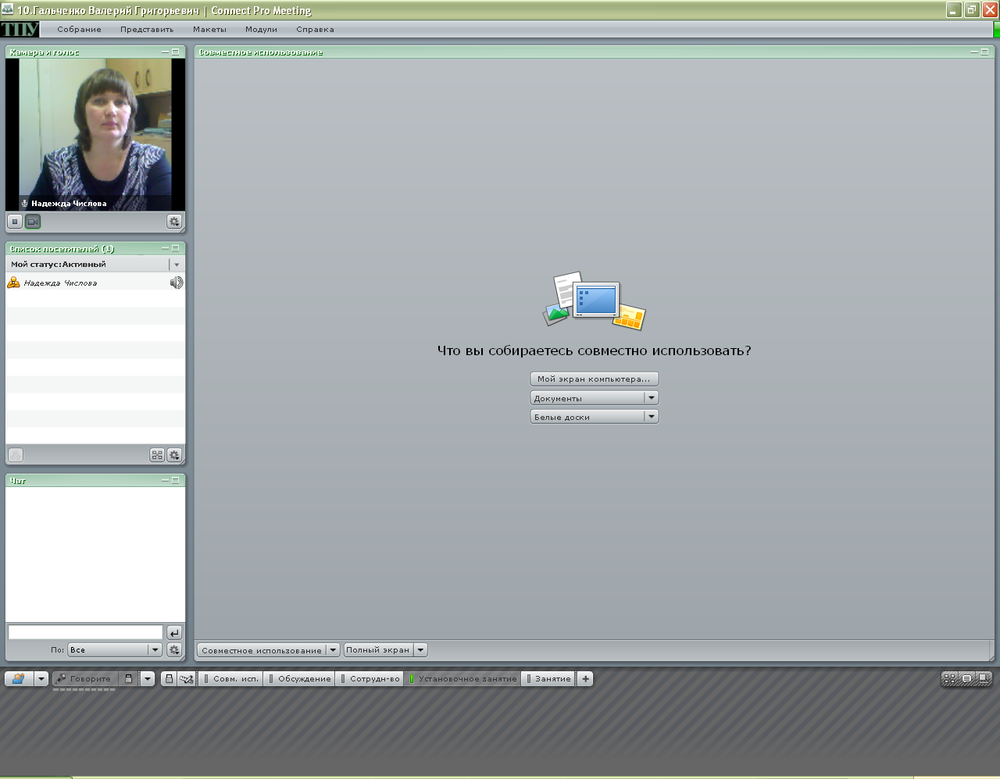 10.Гальченко Валерий Григорьевич | Connect Pro Meeting
ТПУ Собрание Представить Макеты Модули Справка
Камера и голос
Надежда Числова
Список посетителей (1)
Мой статус:Активный
Надежда Числова
Чат
По: Все
Совместное использование
Что вы собираетесь совместно использовать?
Мой экран компьютера...
Документы
Белые доски
Совместное использование Полный экран
Говорите Совм. исп. Обсуждение Сотрудн-во Установочное занятие Занятие